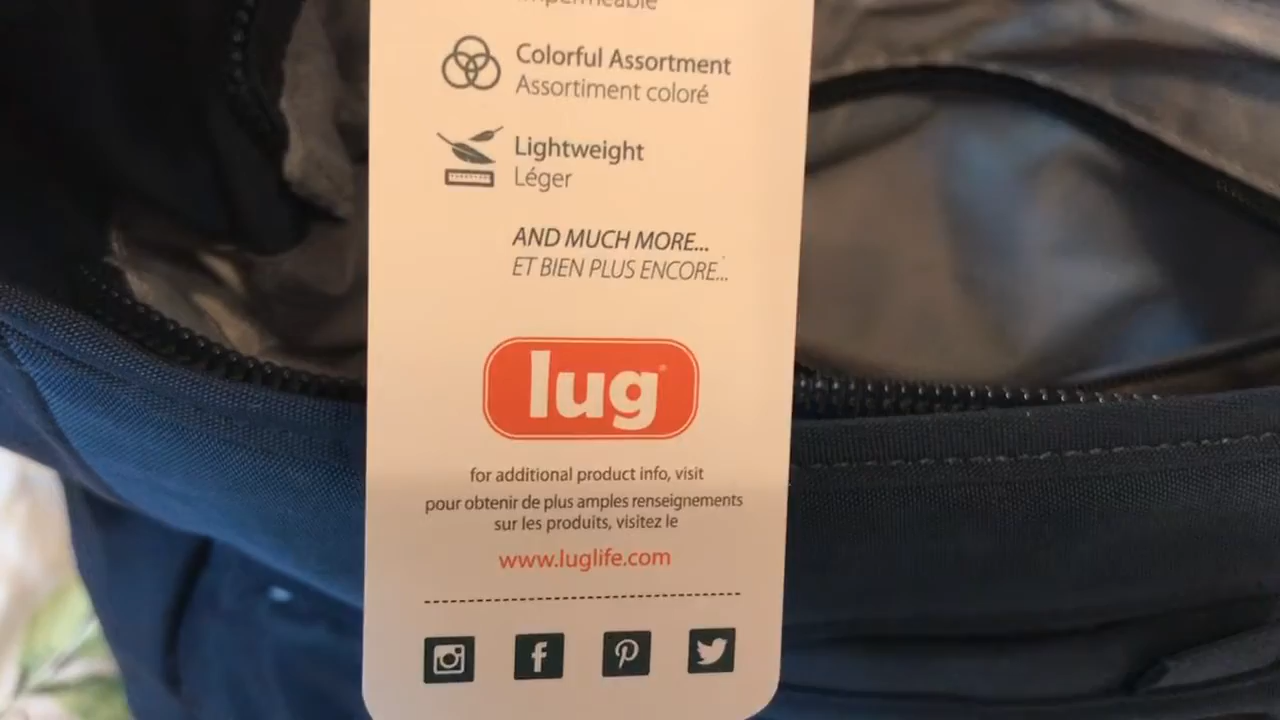 imperméable
Colorful Assortment
Assortiment coloré
Lightweight
Léger
AND MUCH MORE...
ET BIEN PLUS ENCORE...
lug
for additional product info, visit
pour obtenir de plus amples renseignements
sur les produits, visitez le
www.luglife.com